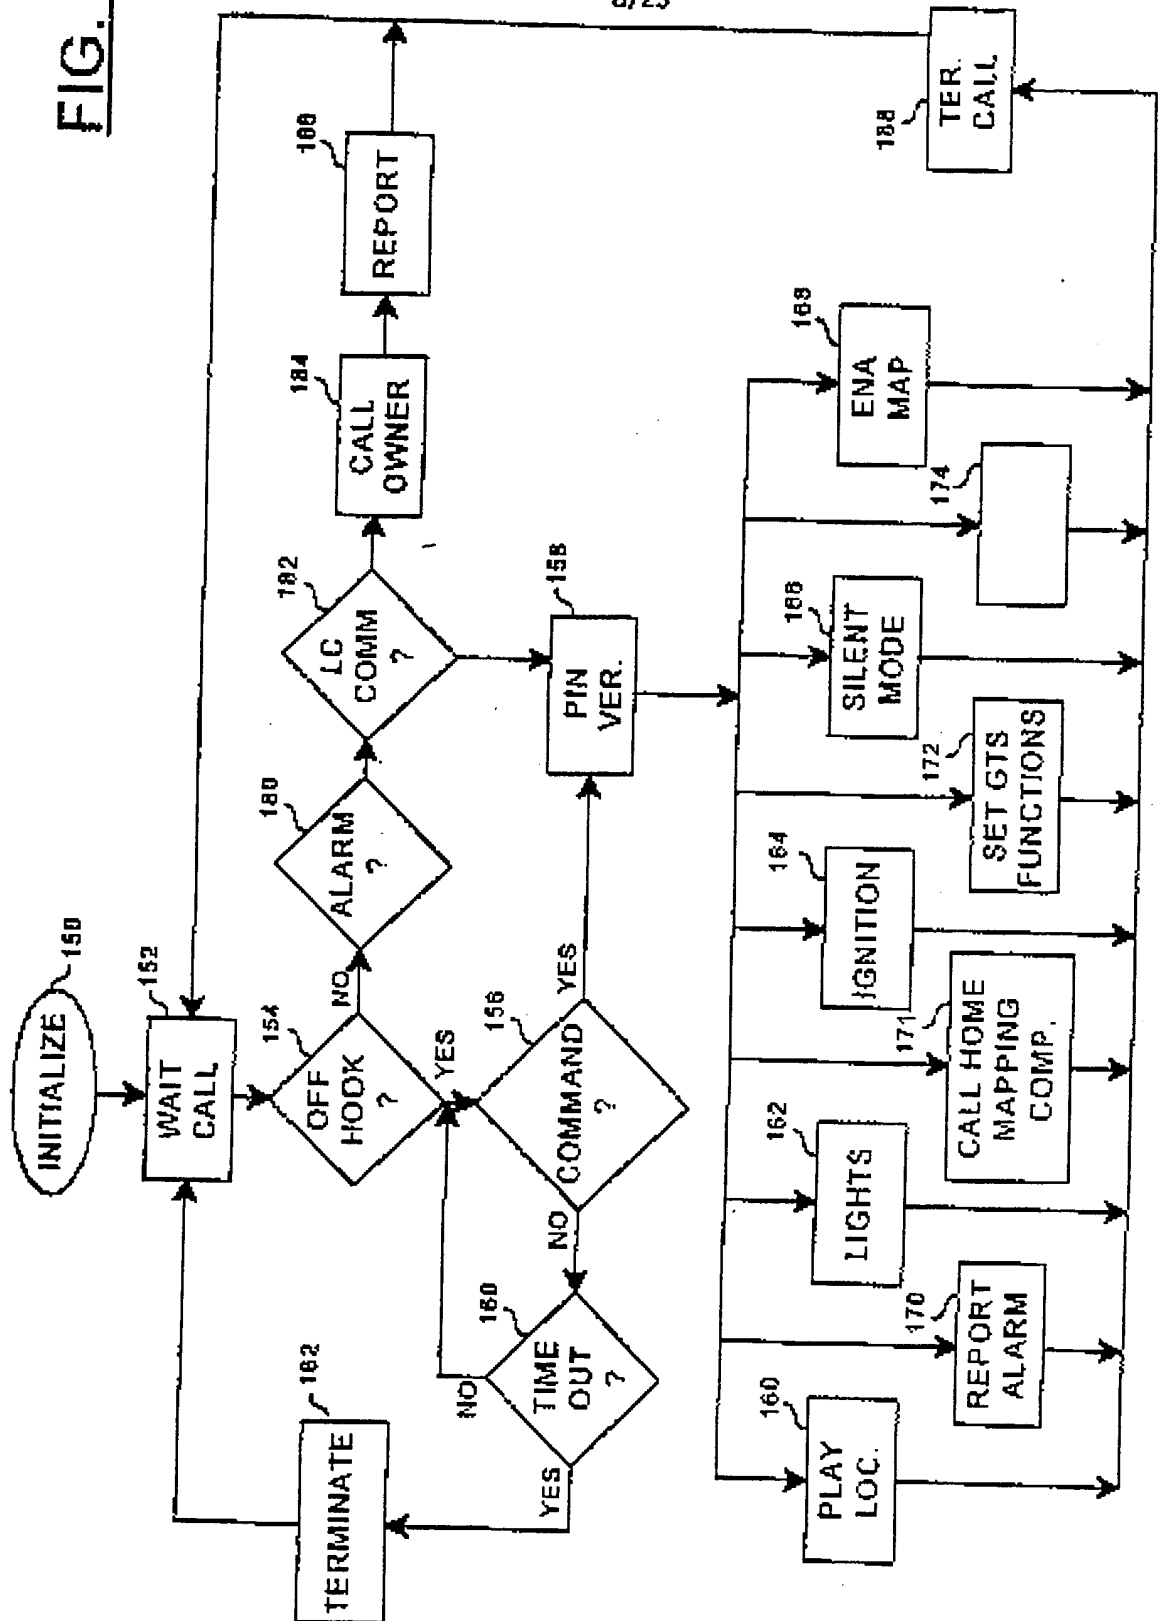 FIG.
8/25
INITIALIZE
150
WAIT
CALL
152
OFF
HOOK
?
154
NO
YES
ALARM
?
180
LC
COMM
?
182
CALL
OWNER
184
REPORT
186
COMMAND
?
156
YES
NO
PIN
VER.
158
TIME
OUT
?
160
NO
YES
TERMINATE
162
PLAY
LOC.
160
REPORT
ALARM
170
LIGHTS
162
CALL HOME
MAPPING
COMP.
171
IGNITION
164
SET GTS
FUNCTIONS
172
SILENT
MODE
166
174
ENA
MAP
168
TER.
CALL
188